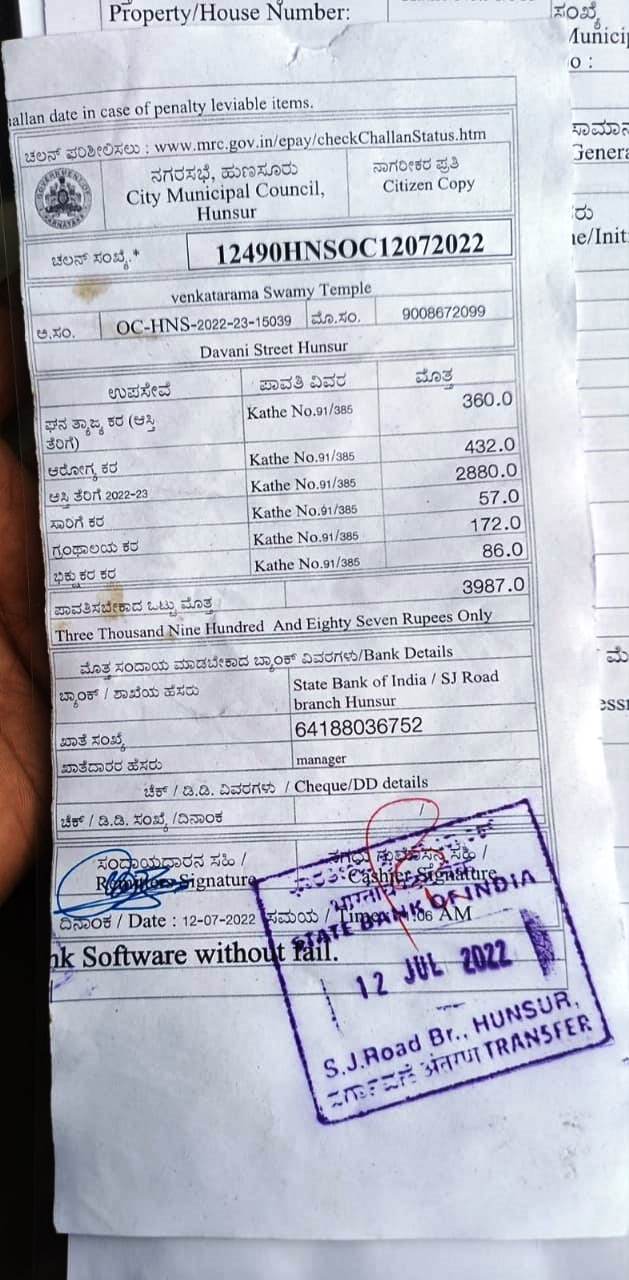 Property/House Number:
ಸಂಖ್ಯೆ
o :
ಸಾಮಾನ
Genera
ರು
e/Init
allan date in case of penalty leviable items.
ಚಲನ್ ಪರಿಶೀಲಿಸಲು : www.mrc.gov.in/epay/checkChallanStatus.htm
ನಗರಸಭೆ, ಹುಣಸೂರು
City Municipal Council,
Hunsur
ನಾಗರೀಕರ ಪ್ರತಿ
Citizen Copy
ಚಲನ್ ಸಂಖ್ಯೆ.* 12490HNSOC12072022
venkatarama Swamy Temple
ಅ.ಸಂ. OC-HNS-2022-23-15039 ಮೊ.ಸಂ. 9008672099
Davani Street Hunsur
ಉಪಸೇವೆ ಪಾವತಿ ವಿವರ ಮೊತ್ತ
ಘನ ತ್ಯಾಜ್ಯ ಕರ (ಆಸ್ತಿ ತೆರಿಗೆ) Kathe No.91/385 360.0
ಆರೋಗ್ಯ ಕರ Kathe No.91/385 432.0
ಆಸ್ತಿ ತೆರಿಗೆ 2022-23 Kathe No.91/385 2880.0
ಸಾರಿಗೆ ಕರ Kathe No.91/385 57.0
ಗ್ರಂಥಾಲಯ ಕರ Kathe No.91/385 172.0
ಭಿಕ್ಷುಕರ ಕರ Kathe No.91/385 86.0
ಪಾವತಿಸಬೇಕಾದ ಒಟ್ಟು ಮೊತ್ತ 3987.0
Three Thousand Nine Hundred And Eighty Seven Rupees Only
ಮೊತ್ತ ಸಂದಾಯ ಮಾಡಬೇಕಾದ ಬ್ಯಾಂಕ್ ವಿವರಗಳು/Bank Details
ಬ್ಯಾಂಕ್ / ಶಾಖೆಯ ಹೆಸರು State Bank of India / SJ Road
branch Hunsur
ಖಾತೆ ಸಂಖ್ಯೆ 64188036752
ಖಾತೆದಾರರ ಹೆಸರು manager
ಚೆಕ್ / ಡಿ.ಡಿ. ವಿವರಗಳು / Cheque/DD details
ಚೆಕ್ / ಡಿ.ಡಿ. ಸಂಖ್ಯೆ /ದಿನಾಂಕ /
ಸಂದಾಯದಾರನ ಸಹಿ /
Signature
ಸಹಿ /
Cashier Signature
ದಿನಾಂಕ / Date : 12-07-2022 ಸಮಯ / Time 06 AM
nk Software without fail.
STATE BANK OF INDIA
12 JUL 2022
S.J.Road Br., HUNSUR,
अंतरण TRANSFER
ಮೆ
essm